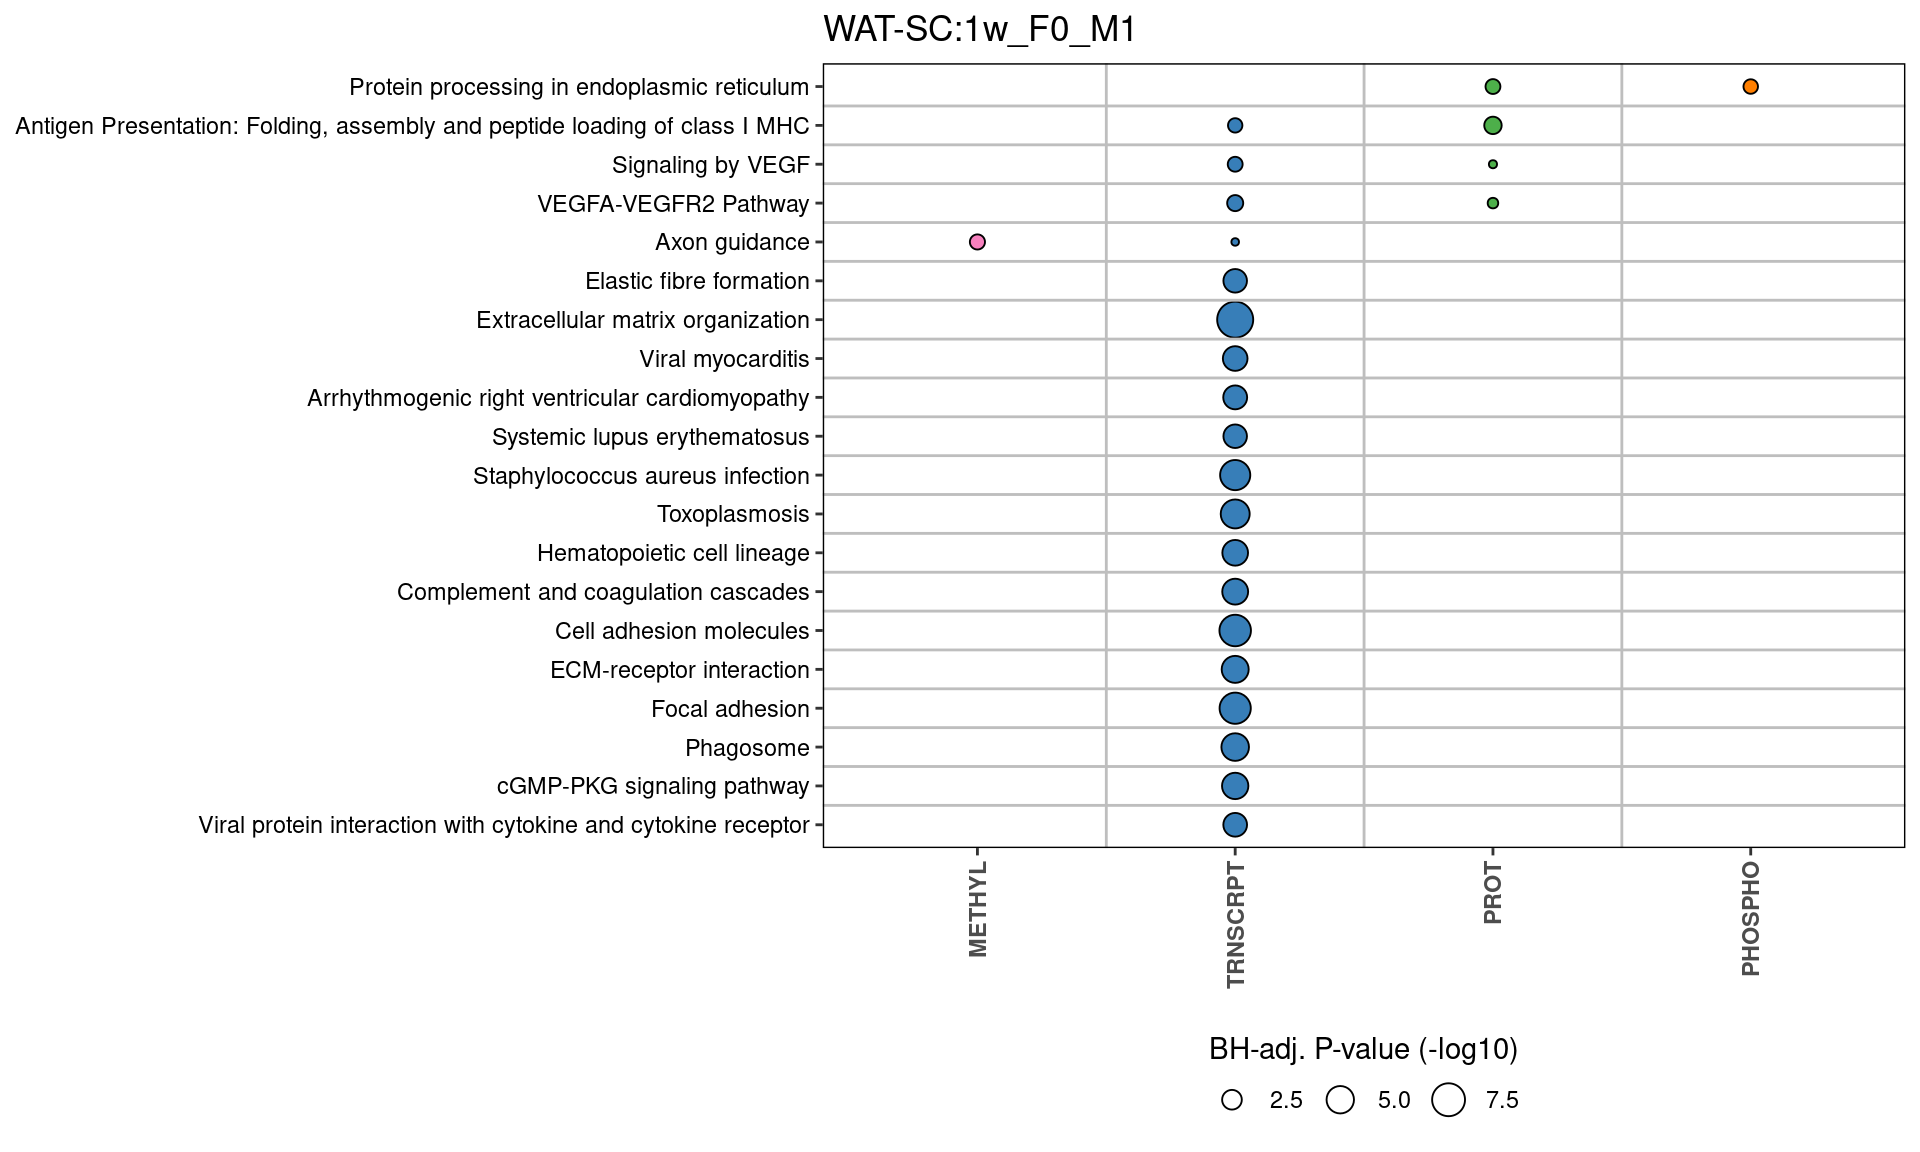 WAT-SC:1w_F0_M1
Protein processing in endoplasmic reticulum
Antigen Presentation: Folding, assembly and peptide loading of class I MHC
Signaling by VEGF
VEGFA-VEGFR2 Pathway
Axon guidance
Elastic fibre formation
Extracellular matrix organization
Viral myocarditis
Arrhythmogenic right ventricular cardiomyopathy
Systemic lupus erythematosus
Staphylococcus aureus infection
Toxoplasmosis
Hematopoietic cell lineage
Complement and coagulation cascades
Cell adhesion molecules
ECM-receptor interaction
Focal adhesion
Phagosome
cGMP-PKG signaling pathway
Viral protein interaction with cytokine and cytokine receptor
METHYL
TRNSCRPT
PROT
PHOSPHO
BH-adj. P-value (-log10)
2.5 5.0 7.5